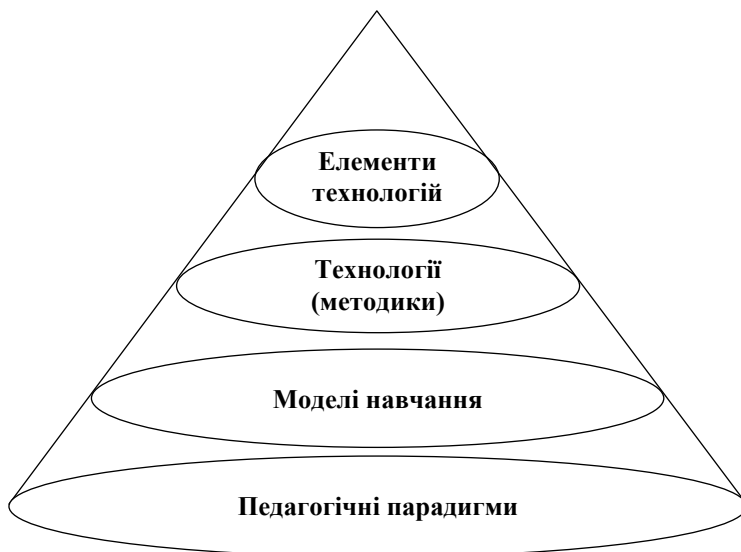 Елементи
технологій
Технології
(методики)
Моделі навчання
Педагогічні парадигми